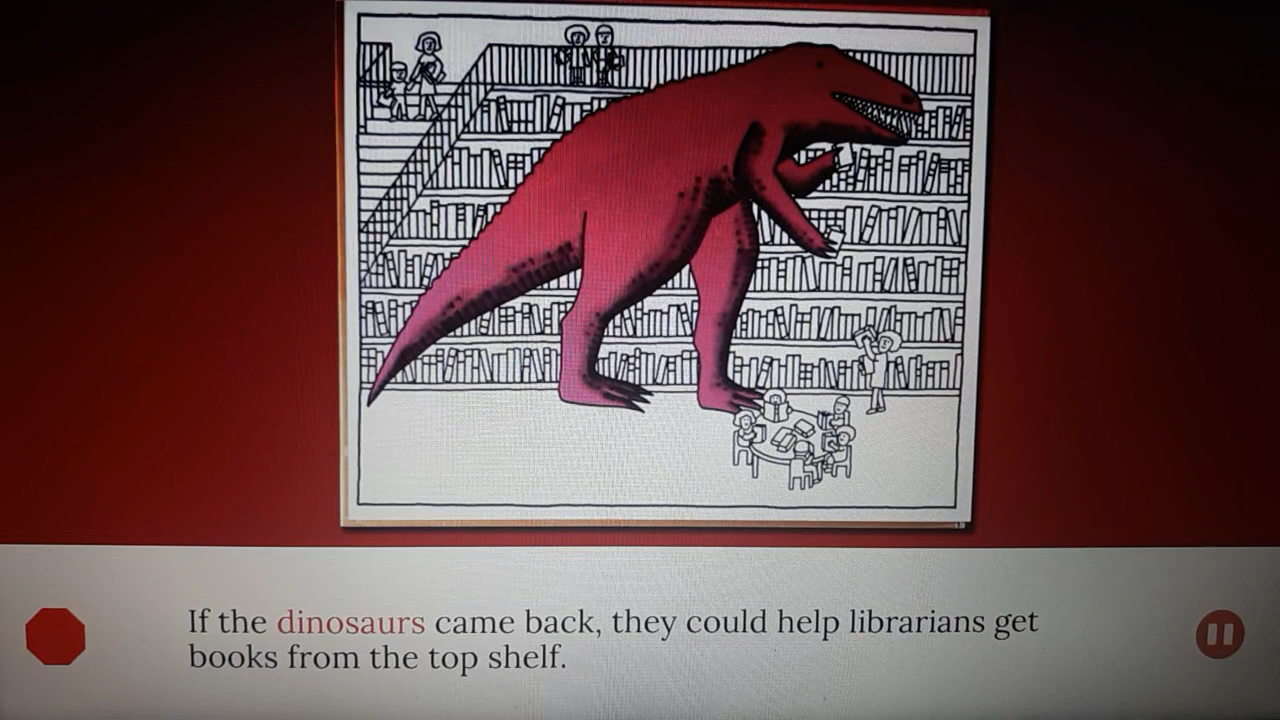 If the dinosaurs came back, they could help librarians get
books from the top shelf.